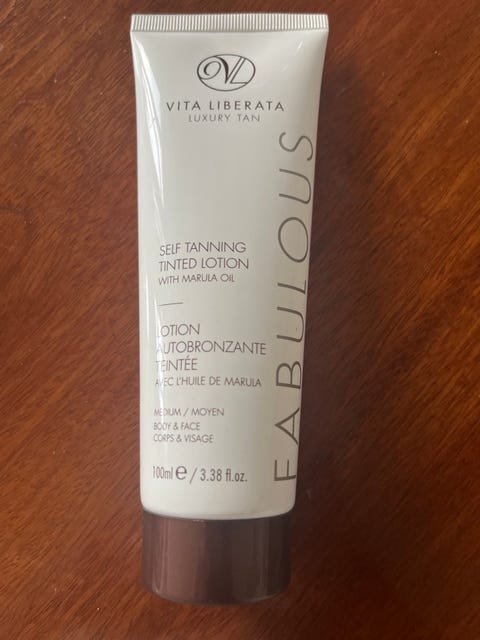 VL
VITA LIBERATA
LUXURY TAN
FABULOUS
SELF TANNING
TINTED LOTION
WITH MARULA OIL
LOTION
AUTOBRONZANTE
TEINTÉE
AVEC L'HUILE DE MARULA
MEDIUM / MOYEN
BODY & FACE
CORPS & VISAGE
100ml e / 3.38 fl.oz.